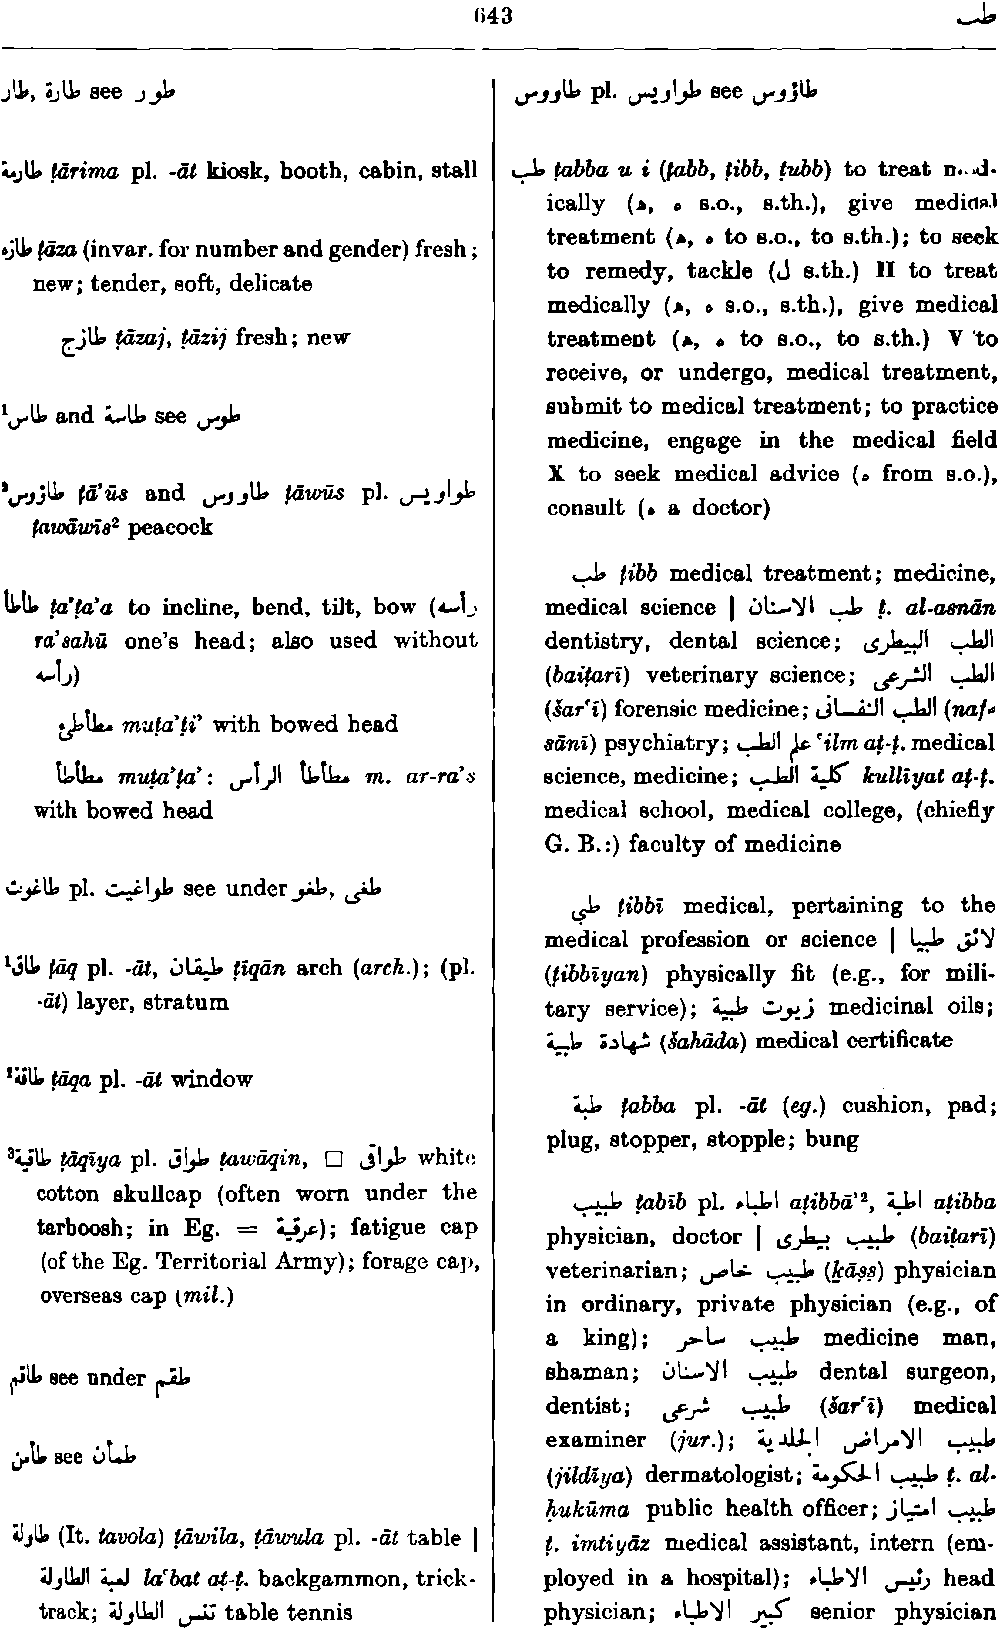 643
طب
طار, طارة see طور
طارمة ṭārima pl. -āt kiosk, booth, cabin, stall
طازه ṭāza (invar. for number and gender) fresh;
new; tender, soft, delicate
طازج ṭāzaj, ṭāzij fresh; new
¹طاس and طاسة see طوس
²طاؤوس ṭā’ūs and طاووس ṭāwūs pl. طواويس
ṭawāwīs² peacock
طأطأ ṭa’ṭa’a to incline, bend, tilt, bow (رأسه
ra’sahū one’s head; also used without
(رأسه
مطأطئ muṭa’ṭi’ with bowed head
مطأطأ muṭa’ṭa’: مطأطأ الرأس m. ar-ra’s
with bowed head
طاغوت pl. طواغيت see under طغو, طغى
¹طاق ṭāq pl. -āt, طيقان ṭīqān arch (arch.); (pl.
-āt) layer, stratum
²طاقة ṭāqa pl. -āt window
³طاقية ṭāqīya pl. طواق ṭawāqin, □ طواقى white
cotton skullcap (often worn under the
tarboosh; in Eg. = عرقية); fatigue cap
(of the Eg. Territorial Army); forage cap,
overseas cap (mil.)
طاقم see under طقم
طأمن see طمأن
طاولة (It. tavola) ṭāwila, ṭāwula pl. -āt table |
لعبة الطاولة la‘bat aṭ-ṭ. backgammon, trick-
track; تنس الطاولة table tennis
طاووس pl. طواويس see طاؤوس
طب ṭabba u i (ṭabb, ṭibb, ṭubb) to treat med-
ically (ه, ه s.o., s.th.), give medical
treatment (ه, ه to s.o., to s.th.); to seek
to remedy, tackle (ل s.th.) II to treat
medically (ه, ه s.o., s.th.), give medical
treatment (ه, ه to s.o., to s.th.) V to
receive, or undergo, medical treatment,
submit to medical treatment; to practice
medicine, engage in the medical field
X to seek medical advice (ه from s.o.),
consult (ه a doctor)
طب ṭibb medical treatment; medicine,
medical science | طب الاسنان ṭ. al-asnān
dentistry, dental science; الطب البيطرى
(baiṭarī) veterinary science; الطب الشرعى
(šar‘ī) forensic medicine; الطب النفسانى (naf-
sānī) psychiatry; علم الطب ‘ilm aṭ-ṭ. medical
science, medicine; كلية الطب kullīyat aṭ-ṭ.
medical school, medical college, (chiefly
G. B.:) faculty of medicine
طبى ṭibbī medical, pertaining to the
medical profession or science | لائق طبيا
(ṭibbīyan) physically fit (e.g., for mili-
tary service); زيوت طبية medicinal oils;
شهادة طبية (šahāda) medical certificate
طبة ṭabba pl. -āt (eg.) cushion, pad;
plug, stopper, stopple; bung
طبيب ṭabīb pl. اطباء aṭibbā’², اطبة aṭibba
physician, doctor | طبيب بيطرى (baiṭarī)
veterinarian; طبيب خاص (ḵāṣṣ) physician
in ordinary, private physician (e.g., of
a king); طبيب ساحر medicine man,
shaman; طبيب الاسنان dental surgeon,
dentist; طبيب شرعى (šar‘ī) medical
examiner (jur.); طبيب الامراض الجلدية
(jildīya) dermatologist; طبيب الحكومة ṭ. al-
ḥukūma public health officer; طبيب امتياز
ṭ. imtiyāz medical assistant, intern (em-
ployed in a hospital); رئيس الاطباء head
physician; كبير الاطباء senior physician